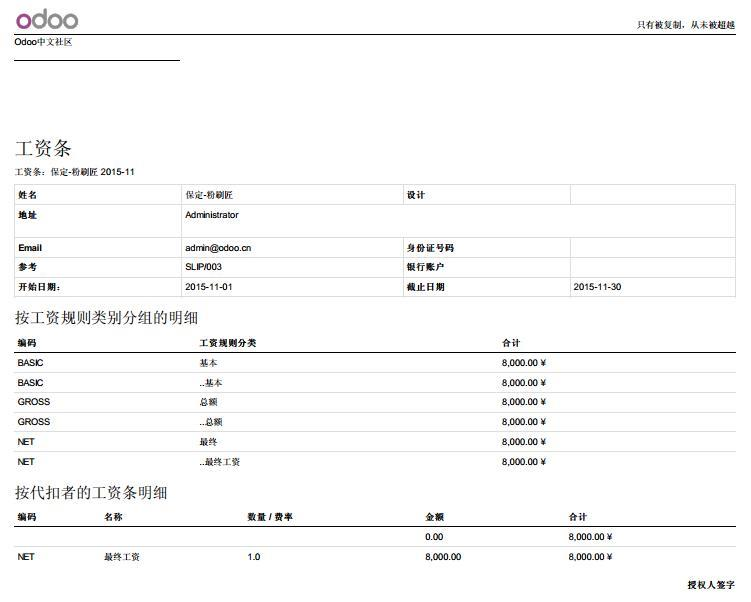 odoo
只有被复制，从未被超越
Odoo中文社区
工资条
工资条: 保定-粉刷匠 2015-11
姓名 保定-粉刷匠 设计
地址 Administrator
Email admin@odoo.cn 身份证号码
参考 SLIP/003 银行账户
开始日期: 2015-11-01 截止日期 2015-11-30
按工资规则类别分组的明细
编码 工资规则分类 合计
BASIC 基本 8,000.00 ¥
BASIC ..基本 8,000.00 ¥
GROSS 总额 8,000.00 ¥
GROSS ..总额 8,000.00 ¥
NET 最终 8,000.00 ¥
NET ..最终工资 8,000.00 ¥
按代扣者的工资条明细
编码 名称 数量 / 费率 金额 合计
0.00 8,000.00 ¥
NET 最终工资 1.0 8,000.00 8,000.00 ¥
授权人签字